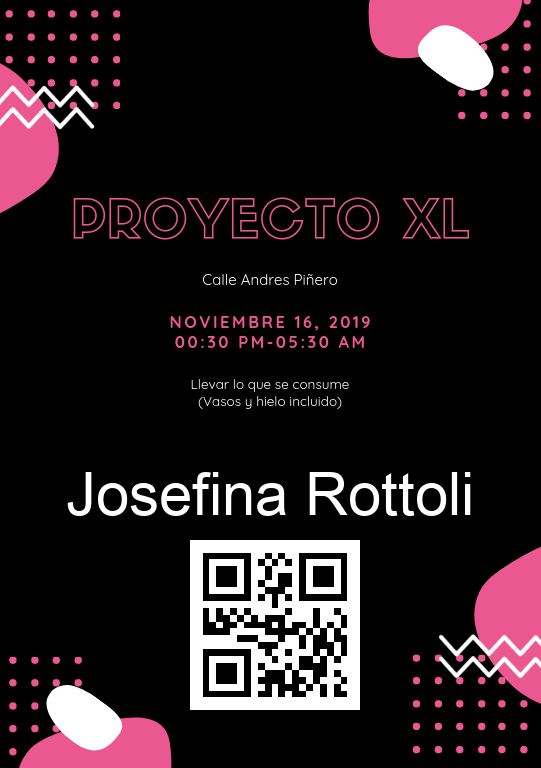 PROYECTO XL
Calle Andres Piñero
NOVIEMBRE 16, 2019
00:30 PM-05:30 AM
Llevar lo que se consume
(Vasos y hielo incluido)
Josefina Rottoli